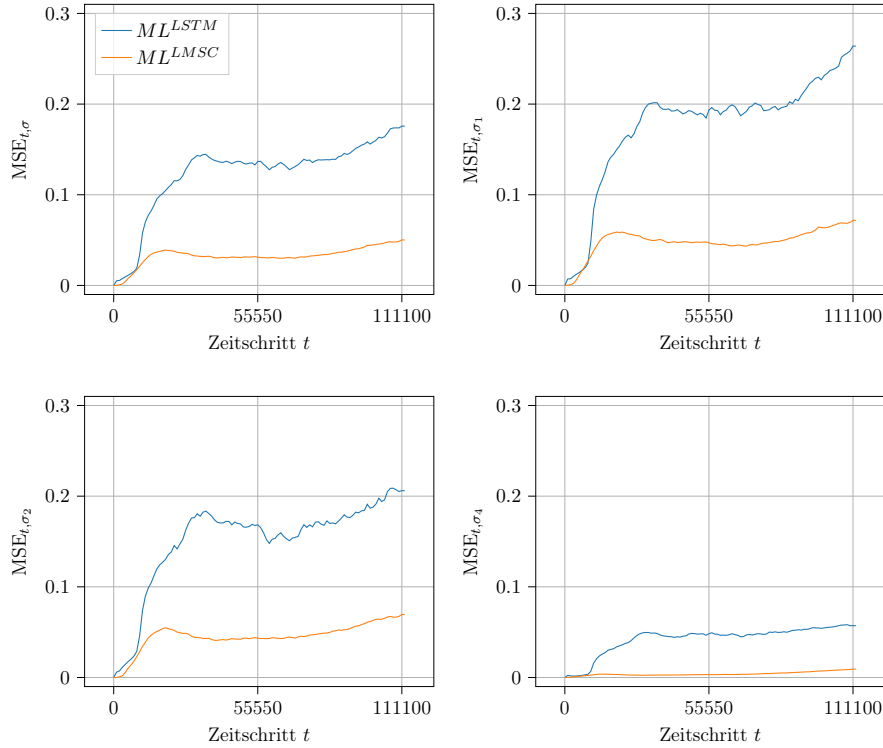 ML^{LSTM}
ML^{LMSC}
0.3
0.2
0.1
0
MSE_{t,σ}
0 55550 111100
Zeitschritt t
0.3
0.2
0.1
0
MSE_{t,σ_1}
0 55550 111100
Zeitschritt t
0.3
0.2
0.1
0
MSE_{t,σ_2}
0 55550 111100
Zeitschritt t
0.3
0.2
0.1
0
MSE_{t,σ_4}
0 55550 111100
Zeitschritt t